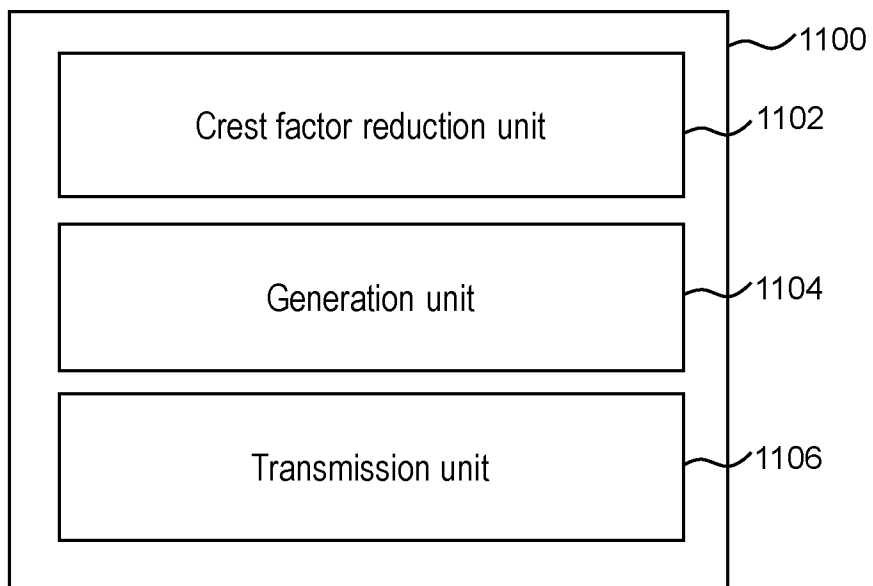 1100
Crest factor reduction unit
1102
Generation unit
1104
Transmission unit
1106